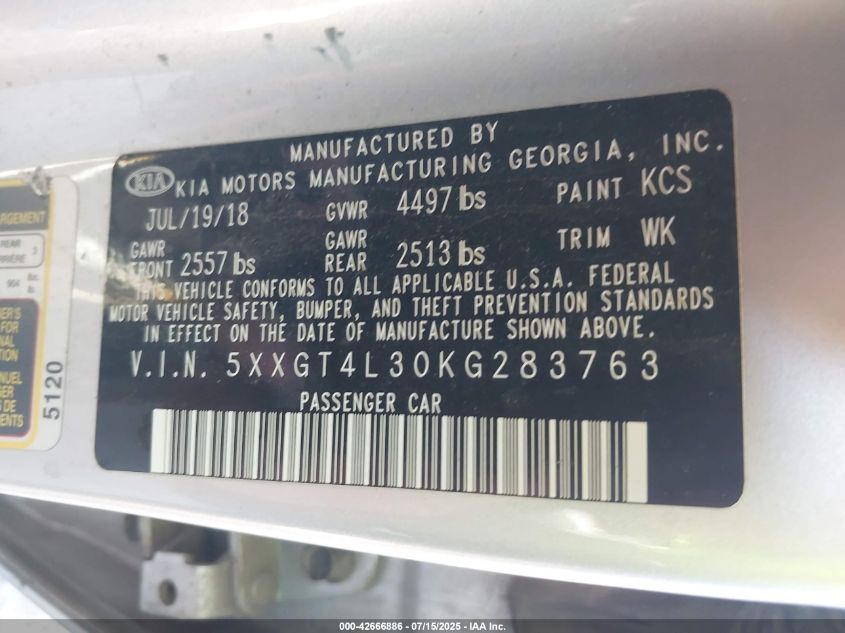 MANUFACTURED BY
KIA KIA MOTORS MANUFACTURING GEORGIA, INC.
JUL/19/18 GVWR 4497 lbs PAINT KCS
GAWR FRONT 2557 lbs GAWR REAR 2513 lbs TRIM WK
THIS VEHICLE CONFORMS TO ALL APPLICABLE U.S.A. FEDERAL
MOTOR VEHICLE SAFETY, BUMPER, AND THEFT PREVENTION STANDARDS
IN EFFECT ON THE DATE OF MANUFACTURE SHOWN ABOVE.
V.I.N. 5XXGT4L30KG283763
PASSENGER CAR
5120
000-42666886 - 07/15/2025 - IAA Inc.